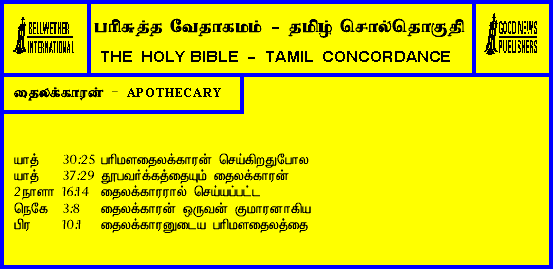 BELLWETHER
INTERNATIONAL
பரிசுத்த வேதாகமம் - தமிழ் சொல்தொகுதி
THE HOLY BIBLE - TAMIL CONCORDANCE
GOOD NEWS
PUBLISHERS
தைலக்காரன் - APOTHECARY
யாத் 30:25 பரிமளதைலக்காரன் செய்கிறதுபோல
யாத் 37:29 தூபவர்க்கத்தையும் தைலக்காரன்
2நாளா 16:14 தைலக்காரரால் செய்யப்பட்ட
நெகே 3:8 தைலக்காரன் ஒருவன் குமாரனாகிய
பிர 10:1 தைலக்காரனுடைய பரிமளதைலத்தை